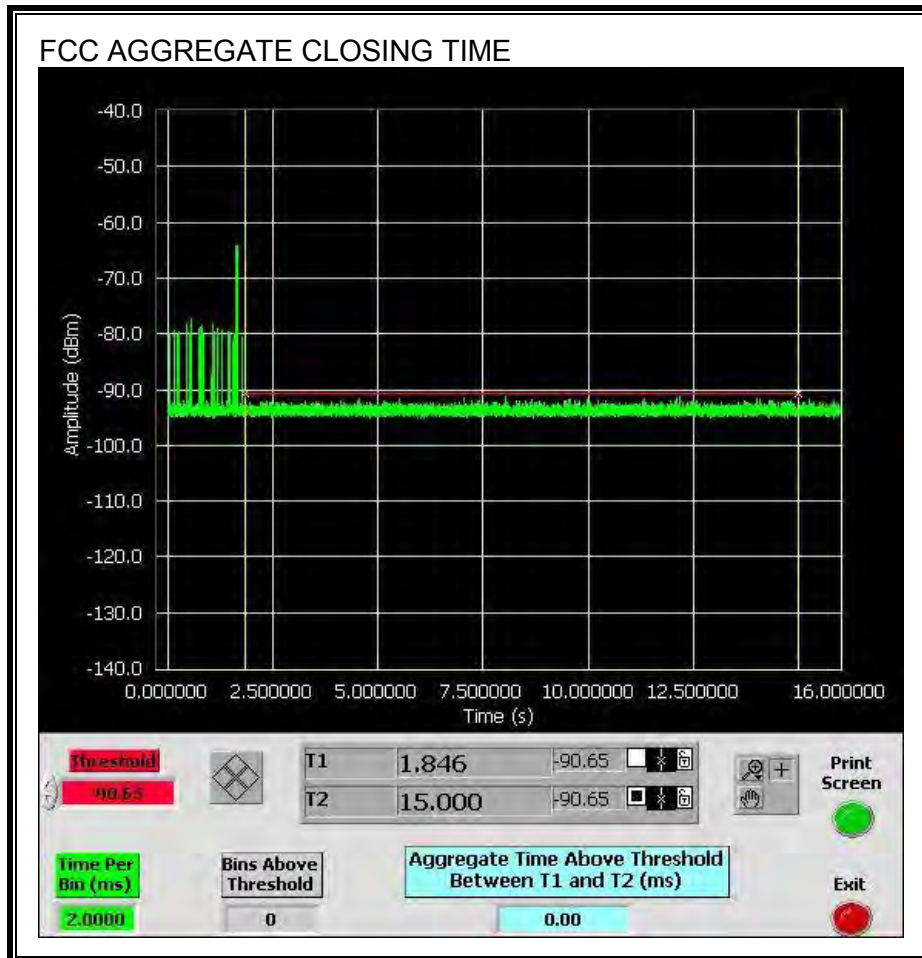 FCC AGGREGATE CLOSING TIME
-40.0
-50.0
-60.0
-70.0
-80.0
-90.0
-100.0
-110.0
-120.0
-130.0
-140.0
Amplitude (dBm)
0.000000 2.500000 5.000000 7.500000 10.000000 12.500000 16.000000
Time (s)
Threshold
-90.65
T1 1.846 -90.65
T2 15.000 -90.65
Print
Screen
Time Per
Bin (ms)
2.0000
Bins Above
Threshold
0
Aggregate Time Above Threshold
Between T1 and T2 (ms)
0.00
Exit